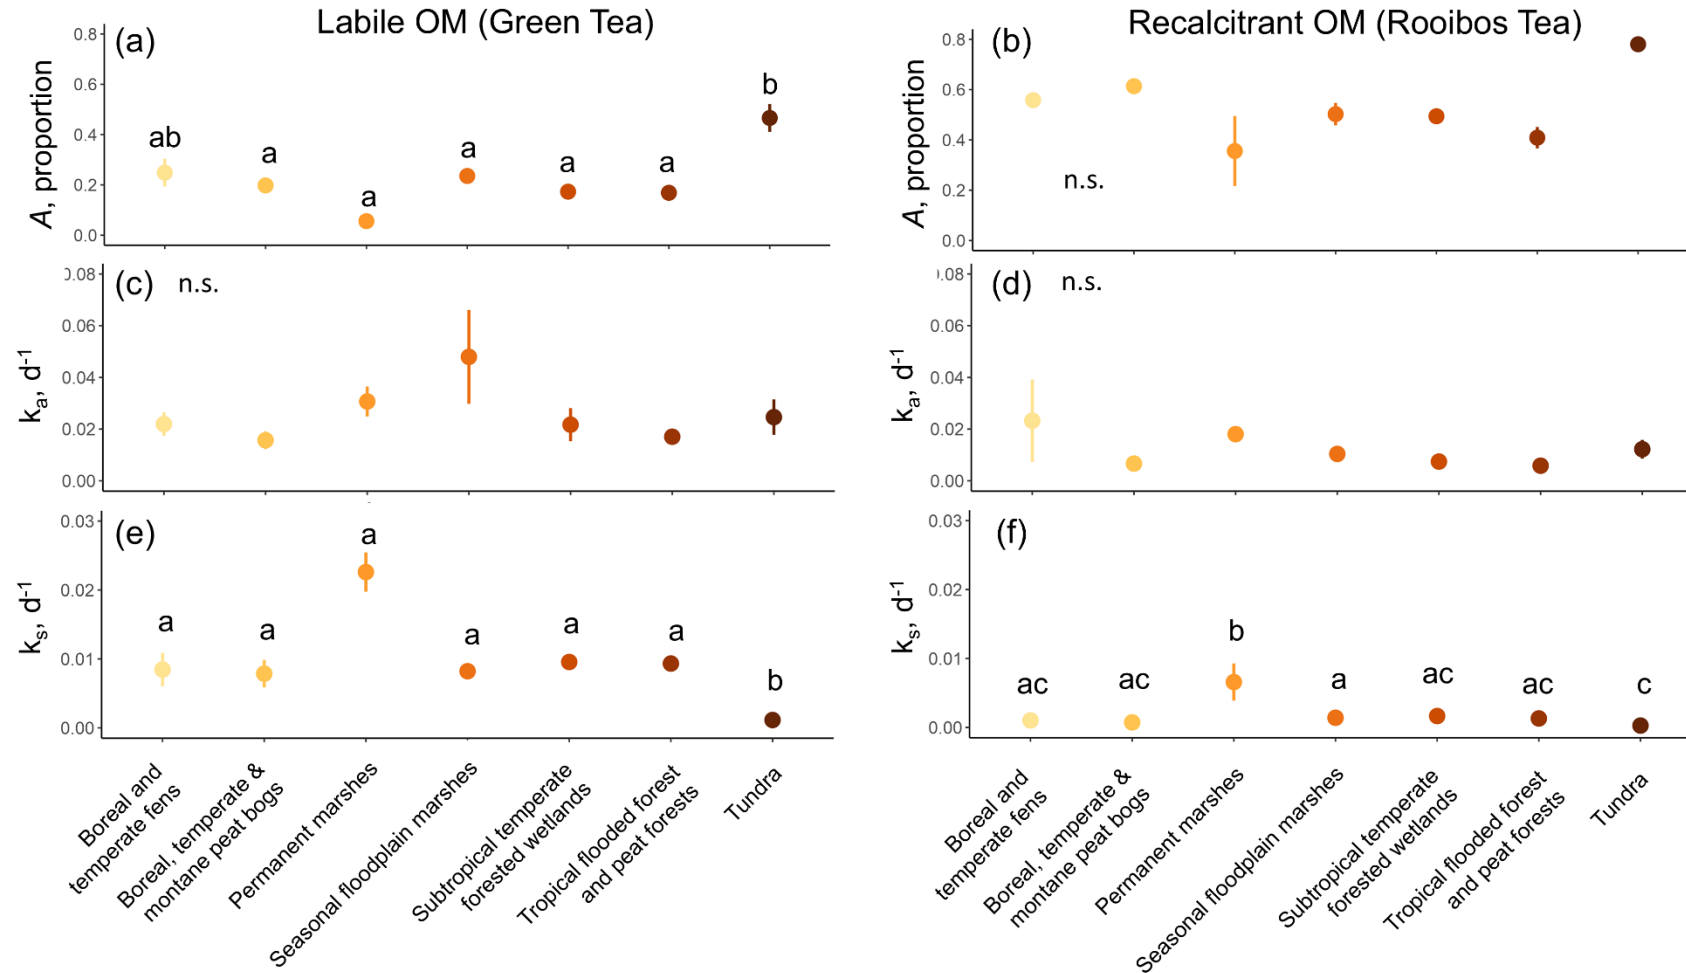 Labile OM (Green Tea)
Recalcitrant OM (Rooibos Tea)
(a)
A, proportion
0.8
0.6
0.4
0.2
0.0
ab
a
a
a
a
a
b
(b)
A, proportion
0.8
0.6
0.4
0.2
0.0
n.s.
(c)
n.s.
ka, d-1
0.08
0.06
0.04
0.02
0.00
(d)
n.s.
ka, d-1
0.08
0.06
0.04
0.02
0.00
(e)
ks, d-1
0.03
0.02
0.01
0.00
a
a
a
a
a
a
b
(f)
ks, d-1
0.03
0.02
0.01
0.00
ac
ac
b
a
ac
ac
c
Boreal and
temperate fens
Boreal, temperate &
montane peat bogs
Permanent marshes
Seasonal floodplain marshes
Subtropical temperate
forested wetlands
Tropical flooded forest
and peat forests
Tundra
Boreal and
temperate fens
Boreal, temperate &
montane peat bogs
Permanent marshes
Seasonal floodplain marshes
Subtropical temperate
forested wetlands
Tropical flooded forest
and peat forests
Tundra